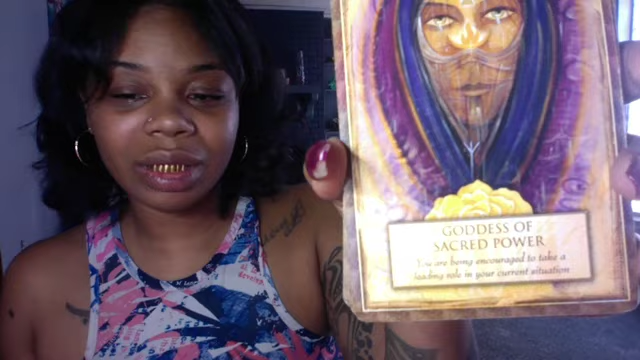 GODDESS OF
SACRED POWER
You are being encouraged to take a
leading role in your current situation